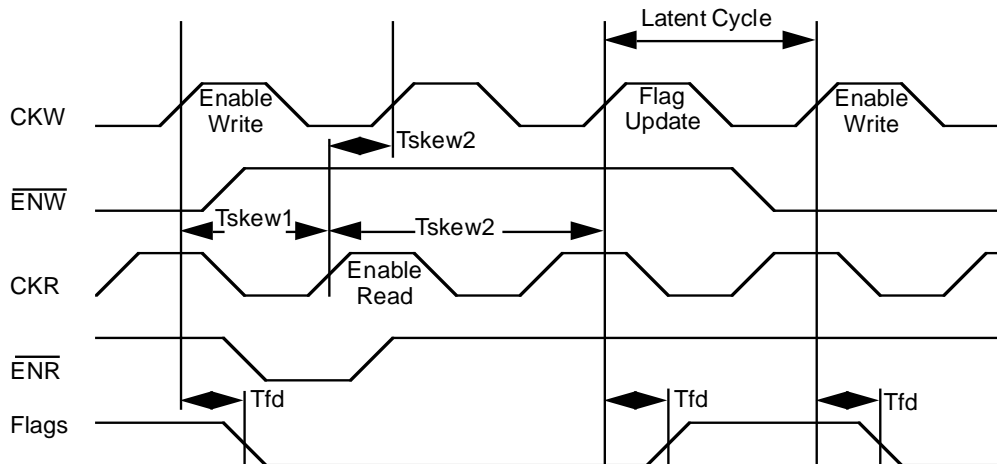 Latent Cycle
CKW
Enable
Write
Flag
Update
Enable
Write
Tskew2
ENW
Tskew1
Tskew2
CKR
Enable
Read
ENR
Tfd
Tfd
Tfd
Flags